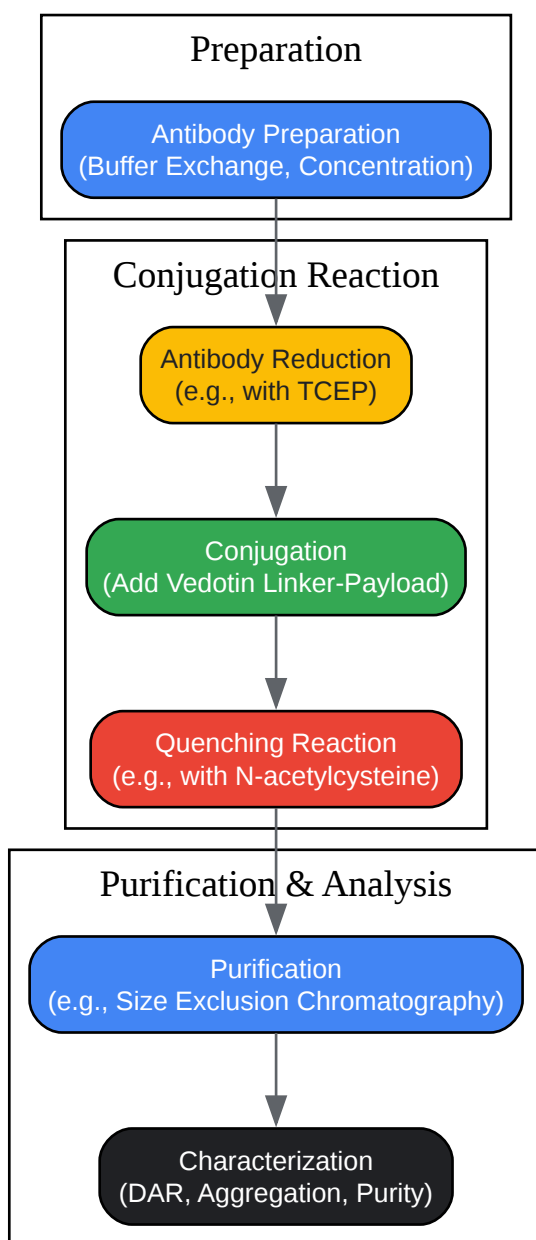 Preparation
Antibody Preparation
(Buffer Exchange, Concentration)
Conjugation Reaction
Antibody Reduction
(e.g., with TCEP)
Conjugation
(Add Vedotin Linker-Payload)
Quenching Reaction
(e.g., with N-acetylcysteine)
Purification & Analysis
Purification
(e.g., Size Exclusion Chromatography)
Characterization
(DAR, Aggregation, Purity)